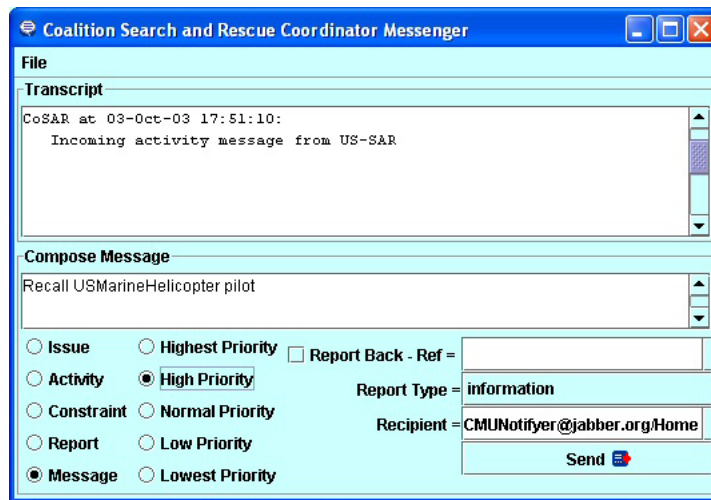 Coalition Search and Rescue Coordinator Messenger
File
Transcript
CoSAR at 03-Oct-03 17:51:10:
Incoming activity message from US-SAR
Compose Message
Recall USMarineHelicopter pilot
Issue Highest Priority Report Back - Ref =
Activity High Priority Report Type = information
Constraint Normal Priority Recipient = CMUNotifyer@jabber.org/Home
Report Low Priority Send
Message Lowest Priority